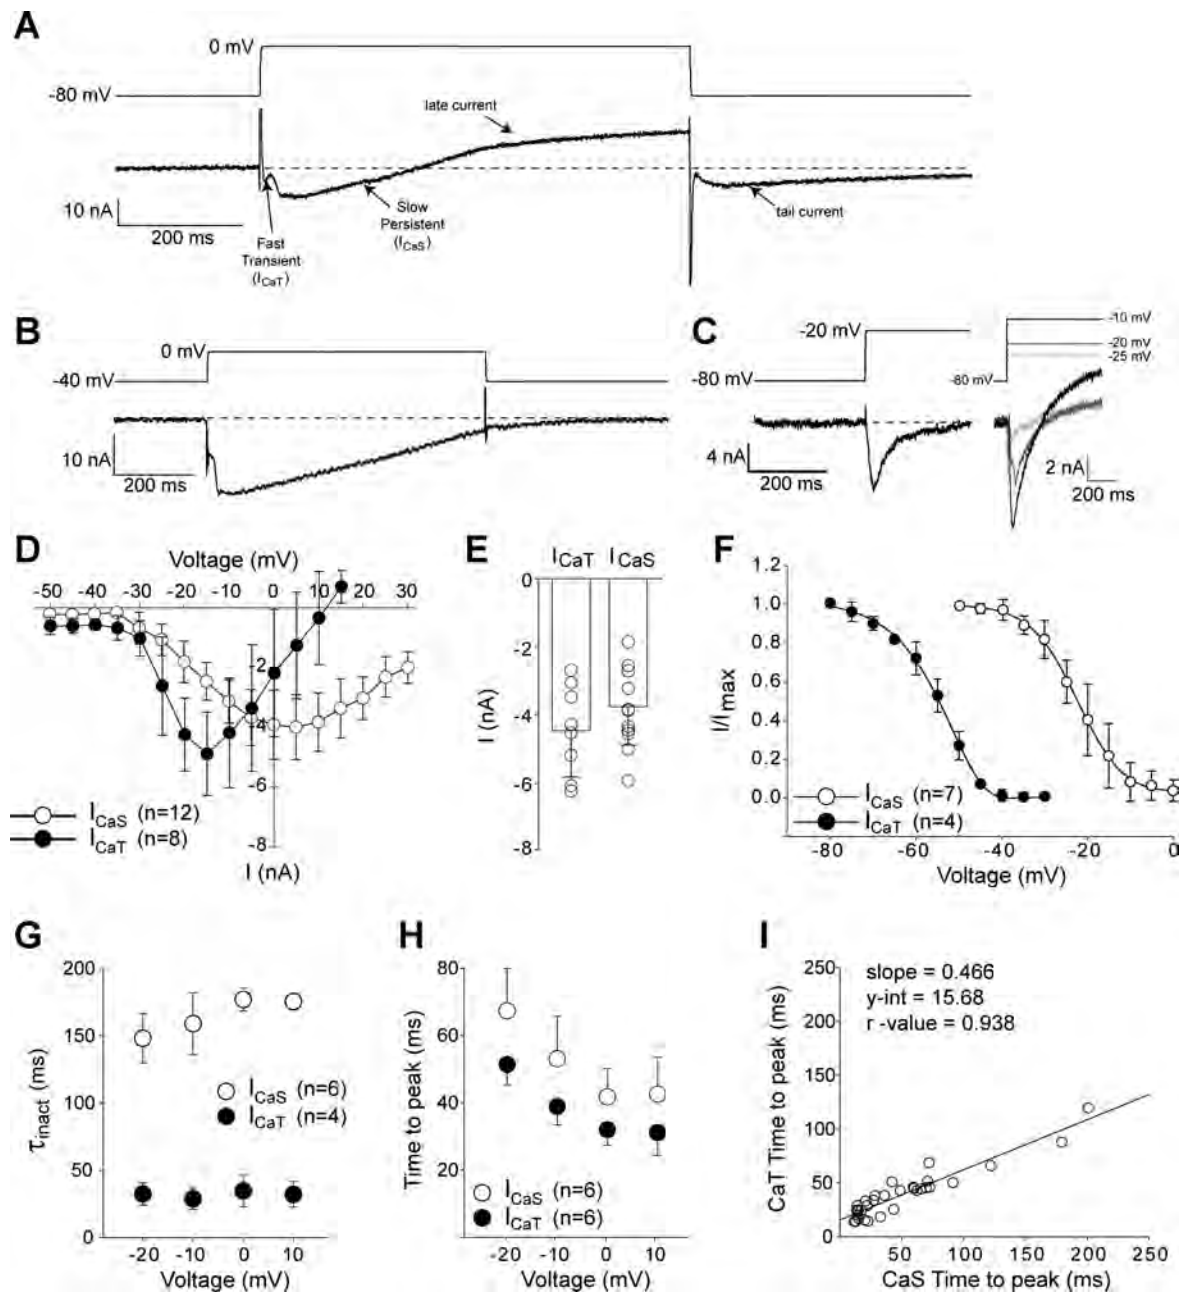 A
0 mV
-80 mV
late current
10 nA
200 ms
Fast
Transient
(ICaT)
Slow
Persistent
(ICaS)
tail current
B
0 mV
-40 mV
10 nA
200 ms
C
-20 mV
-80 mV
4 nA
200 ms
-10 mV
-20 mV
-25 mV
-80 mV
2 nA
200 ms
D
Voltage (mV)
-50 -40 -30 -20 -10 0 10 20 30
-2
-4
-6
-8
I (nA)
ICaS (n=12)
ICaT (n=8)
E
ICaT ICaS
0
-2
-4
-6
-8
I (nA)
F
1.2
1.0
0.8
0.6
0.4
0.2
0.0
I/Imax
ICaS (n=7)
ICaT (n=4)
-80 -60 -40 -20 0
Voltage (mV)
G
200
150
100
50
0
τinact (ms)
ICaS (n=6)
ICaT (n=4)
-20 -10 0 10
Voltage (mV)
H
80
60
40
20
Time to peak (ms)
ICaS (n=6)
ICaT (n=6)
-20 -10 0 10
Voltage (mV)
I
250
200
150
100
50
0
CaT Time to peak (ms)
slope = 0.466
y-int = 15.68
r -value = 0.938
50 100 150 200 250
CaS Time to peak (ms)